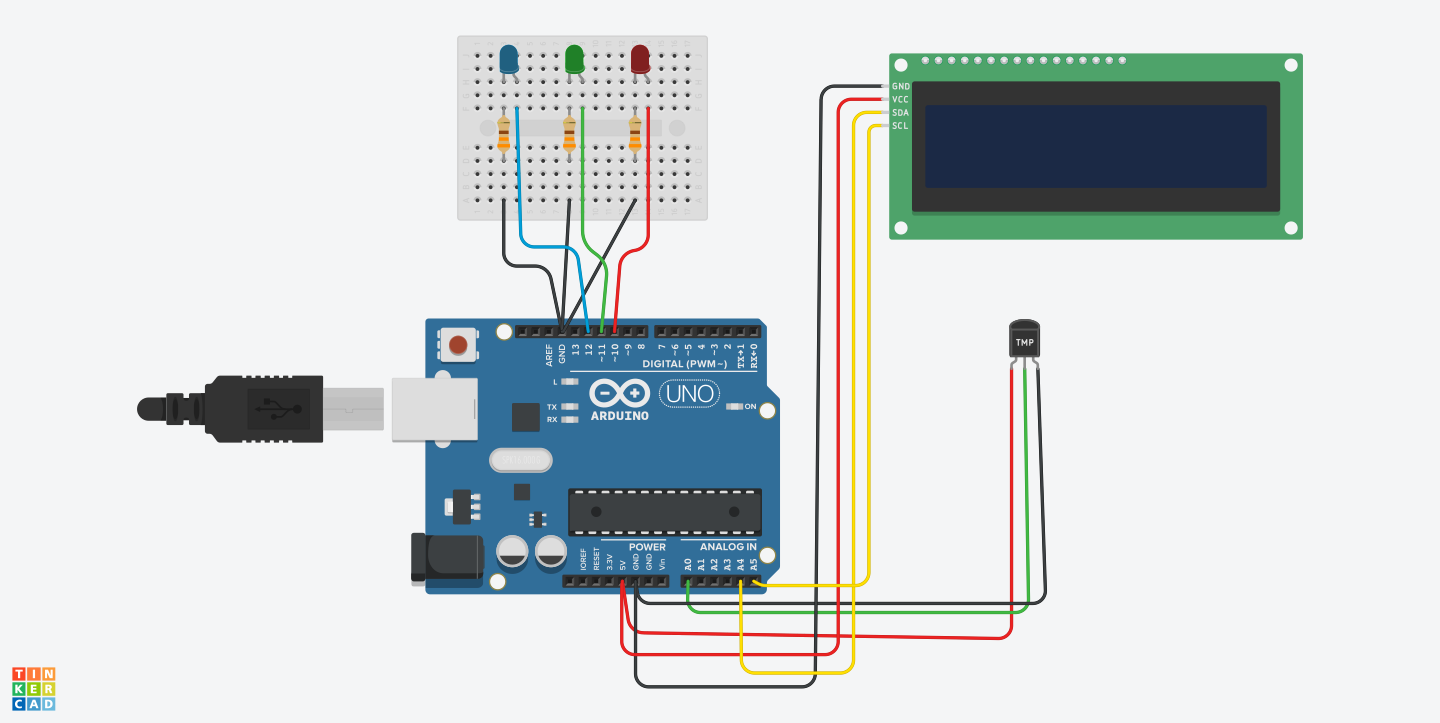 GND
VCC
SDA
SCL
TMP
AREF
GND
13
12
~11
~10
~9
8
7
~6
~5
4
~3
2
TX→1
RX←0
DIGITAL (PWM~)
L
TX
RX
ARDUINO
UNO
ON
IOREF
RESET
3.3V
5V
GND
GND
Vin
POWER
ANALOG IN
A0
A1
A2
A3
A4
A5
TIN
KER
CAD